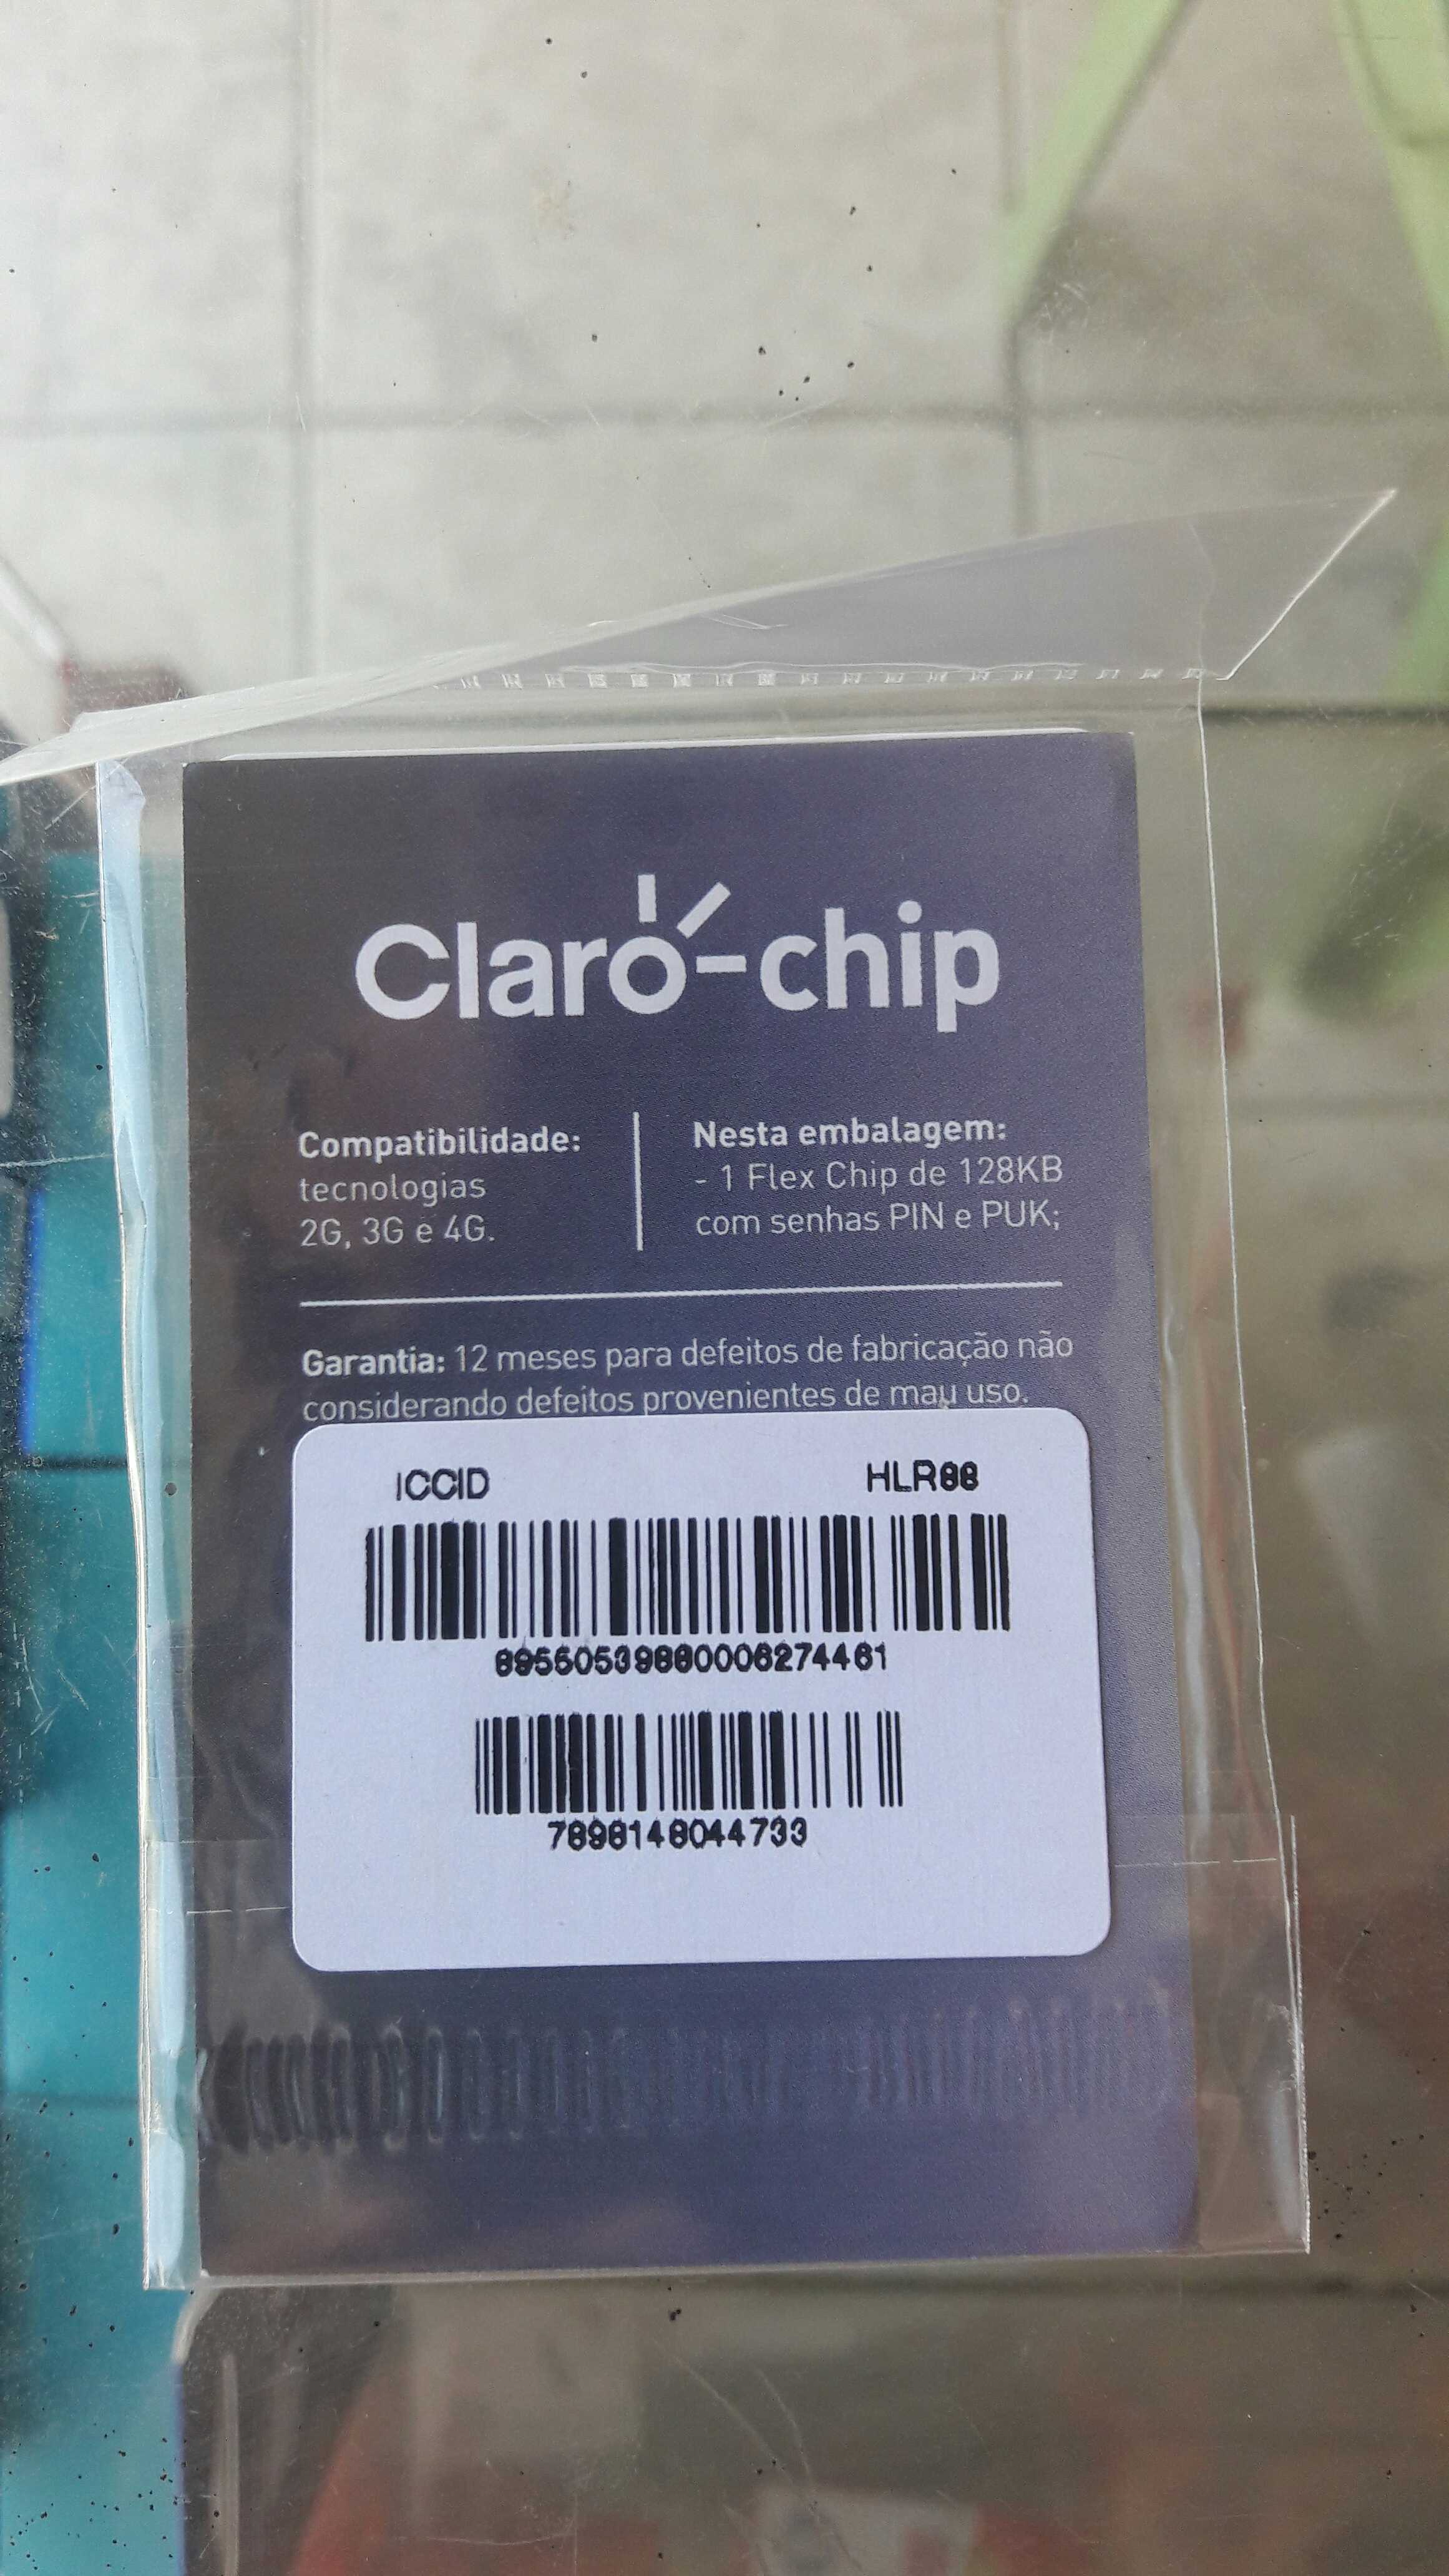 Claro-chip
Compatibilidade:
tecnologias
2G, 3G e 4G.
Nesta embalagem:
- 1 Flex Chip de 128KB
com senhas PIN e PUK;
Garantia: 12 meses para defeitos de fabricação não
considerando defeitos provenientes de mau uso.
ICCID
HLR88
89550539880006274461
7898148044733